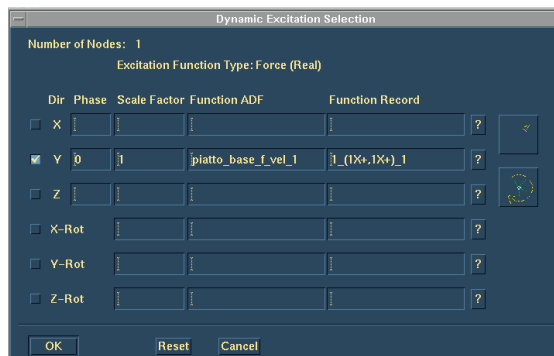 Dynamic Excitation Selection
Number of Nodes: 1
Excitation Function Type: Force (Real)
Dir Phase Scale Factor Function ADF Function Record
X ?
Y 0 1 piatto_base_f_vel_1 1_(1X+,1X+)_1 ?
Z ?
X-Rot ?
Y-Rot ?
Z-Rot ?
OK Reset Cancel